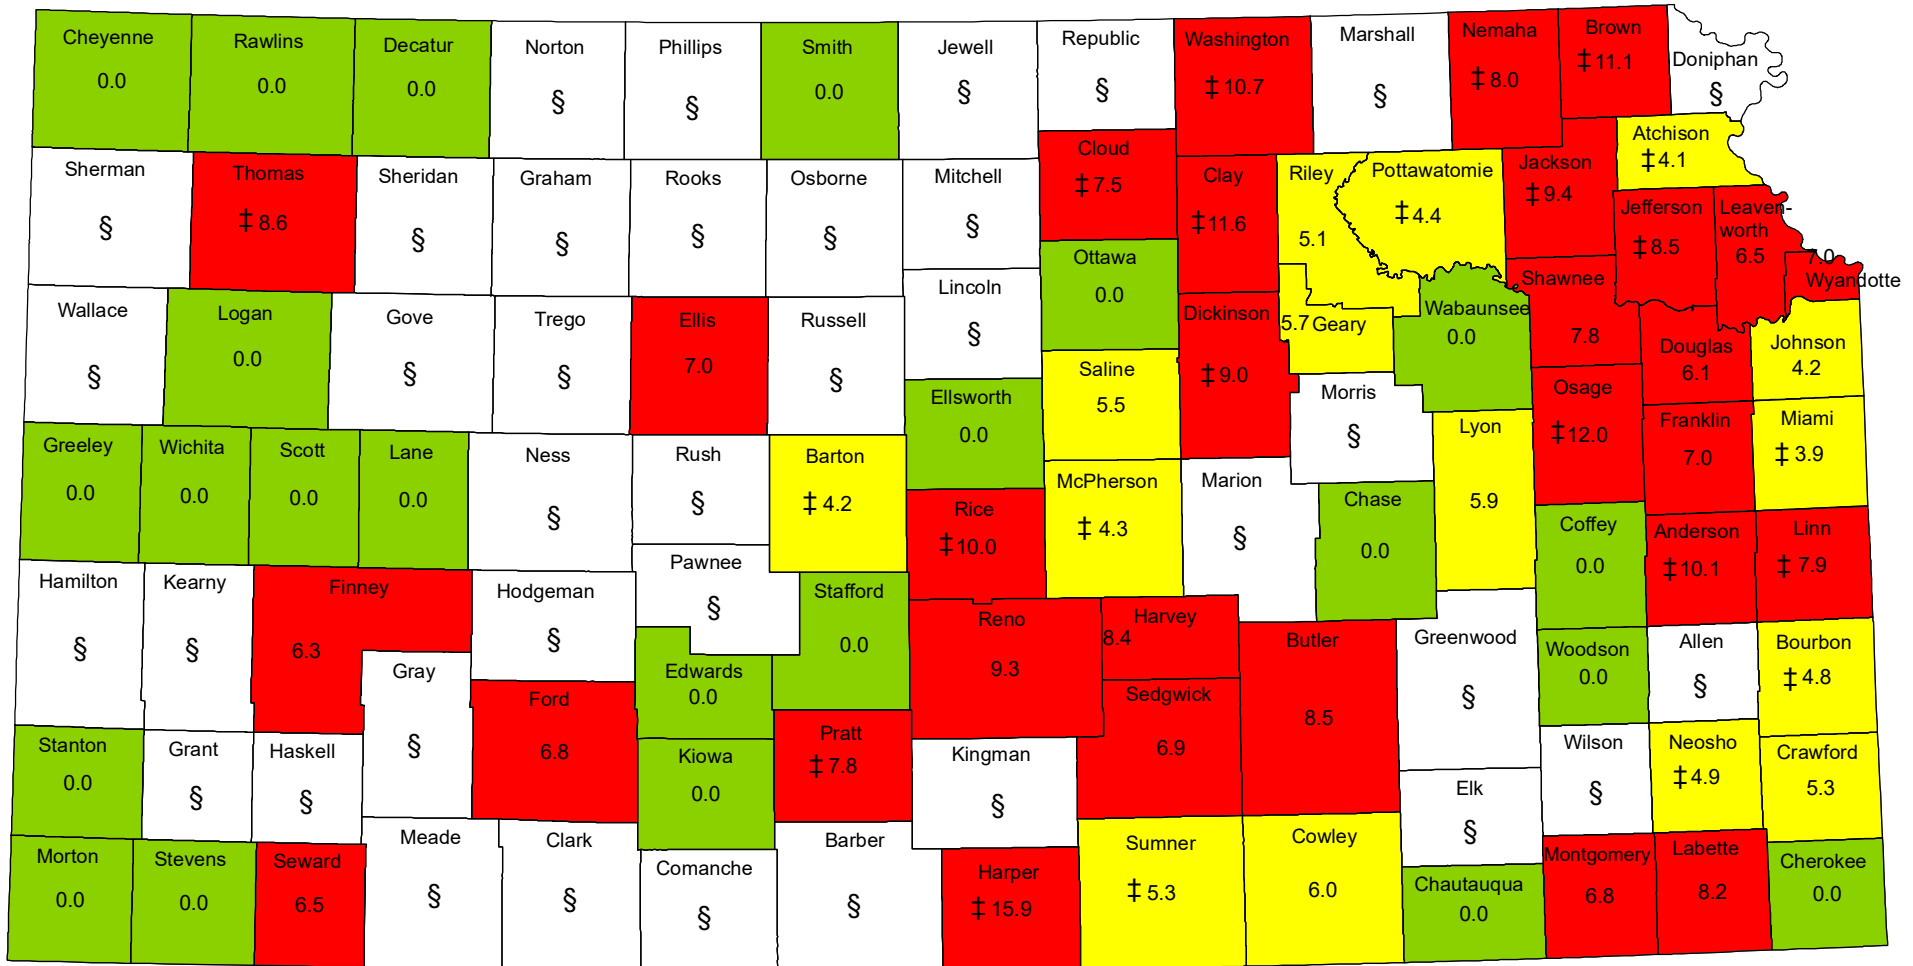 Cheyenne
0.0
Rawlins
0.0
Decatur
0.0
Norton
§
Phillips
§
Smith
0.0
Jewell
§
Republic
§
Washington
‡ 10.7
Marshall
§
Nemaha
‡ 8.0
Brown
‡ 11.1
Doniphan
§
Sherman
§
Thomas
‡ 8.6
Sheridan
§
Graham
§
Rooks
§
Osborne
§
Mitchell
§
Cloud
‡ 7.5
Clay
‡ 11.6
Riley
5.1
Pottawatomie
‡ 4.4
Jackson
‡ 9.4
Atchison
‡ 4.1
Jefferson
‡ 8.5
Leaven-
worth
6.5
7.0
Wyandotte
Wallace
§
Logan
0.0
Gove
§
Trego
§
Ellis
7.0
Russell
§
Lincoln
§
Ottawa
0.0
Dickinson
‡ 9.0
5.7 Geary
Wabaunsee
0.0
Shawnee
7.8
Douglas
6.1
Johnson
4.2
Ellsworth
0.0
Saline
5.5
Morris
§
Osage
‡ 12.0
Franklin
7.0
Miami
‡ 3.9
Greeley
0.0
Wichita
0.0
Scott
0.0
Lane
0.0
Ness
§
Rush
§
Barton
‡ 4.2
Rice
‡ 10.0
McPherson
‡ 4.3
Marion
§
Chase
0.0
Lyon
5.9
Coffey
0.0
Anderson
‡ 10.1
Linn
‡ 7.9
Hamilton
§
Kearny
§
Finney
6.3
Hodgeman
§
Pawnee
§
Stafford
0.0
Reno
9.3
Harvey
8.4
Butler
8.5
Greenwood
§
Woodson
0.0
Allen
§
Bourbon
‡ 4.8
Gray
§
Ford
6.8
Edwards
0.0
Pratt
‡ 7.8
Sedgwick
6.9
Stanton
0.0
Grant
§
Haskell
§
Kiowa
0.0
Kingman
§
Elk
§
Wilson
§
Neosho
‡ 4.9
Crawford
5.3
Morton
0.0
Stevens
0.0
Seward
6.5
Meade
§
Clark
§
Comanche
§
Barber
§
Harper
‡ 15.9
Sumner
‡ 5.3
Cowley
6.0
Chautauqua
0.0
Montgomery
6.8
Labette
8.2
Cherokee
0.0